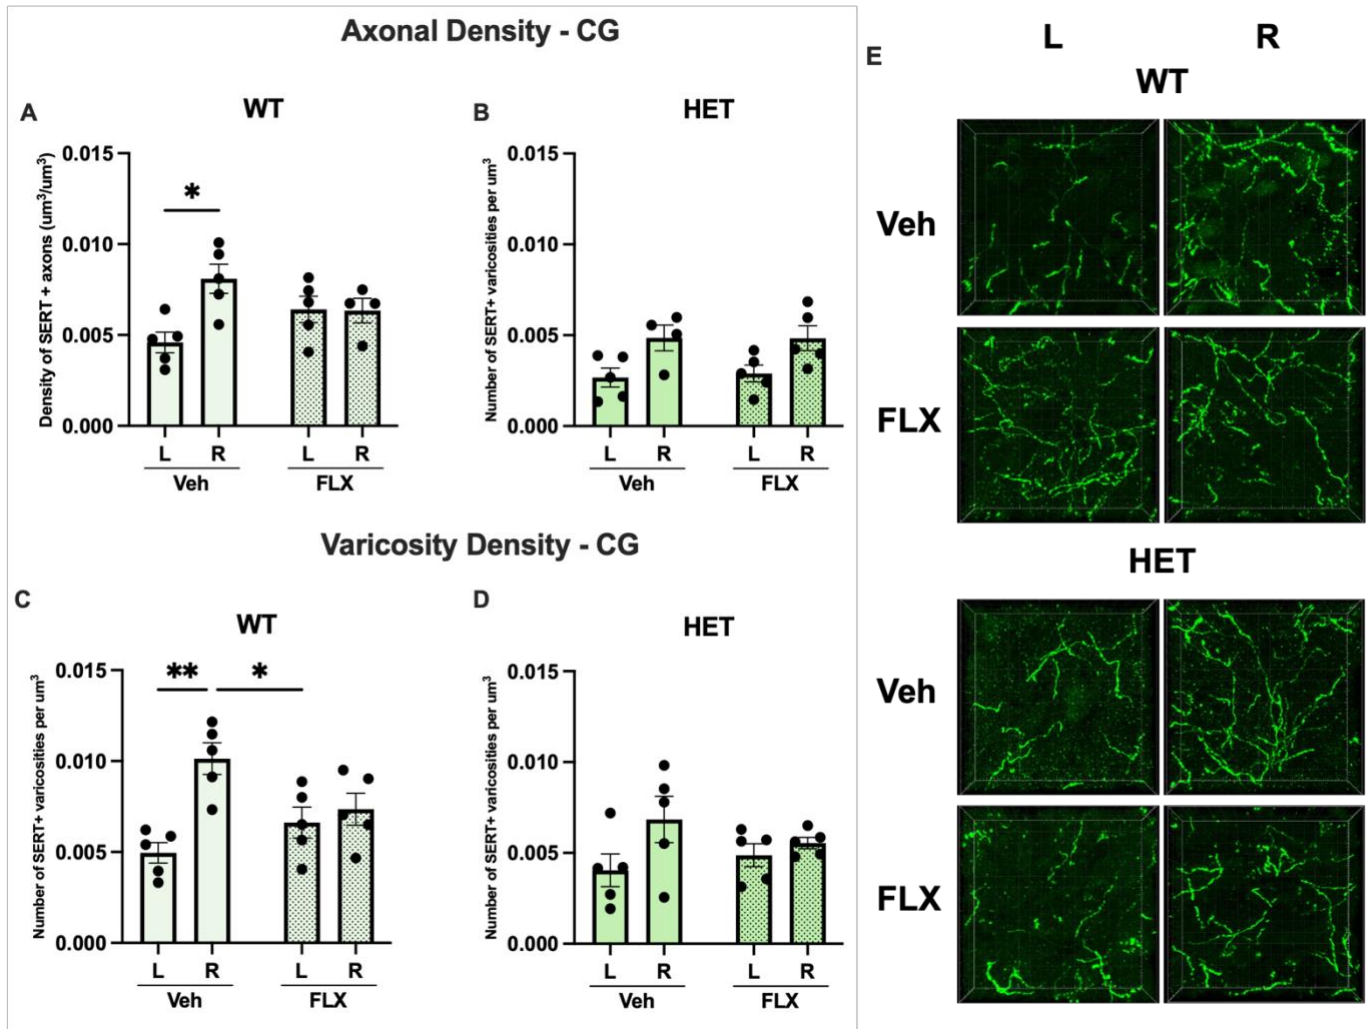 Axonal Density - CG
A
WT
Density of SERT + axons (um³/um³)
0.015
0.010
0.005
0.000
*
L R L R
Veh FLX
B
HET
Number of SERT+ varicosities per um³
0.015
0.010
0.005
0.000
L R L R
Veh FLX
Varicosity Density - CG
C
WT
Number of SERT+ varicosities per um³
0.015
0.010
0.005
0.000
** *
L R L R
Veh FLX
D
HET
Number of SERT+ varicosities per um³
0.015
0.010
0.005
0.000
L R L R
Veh FLX
E
L R
WT
Veh
FLX
HET
Veh
FLX